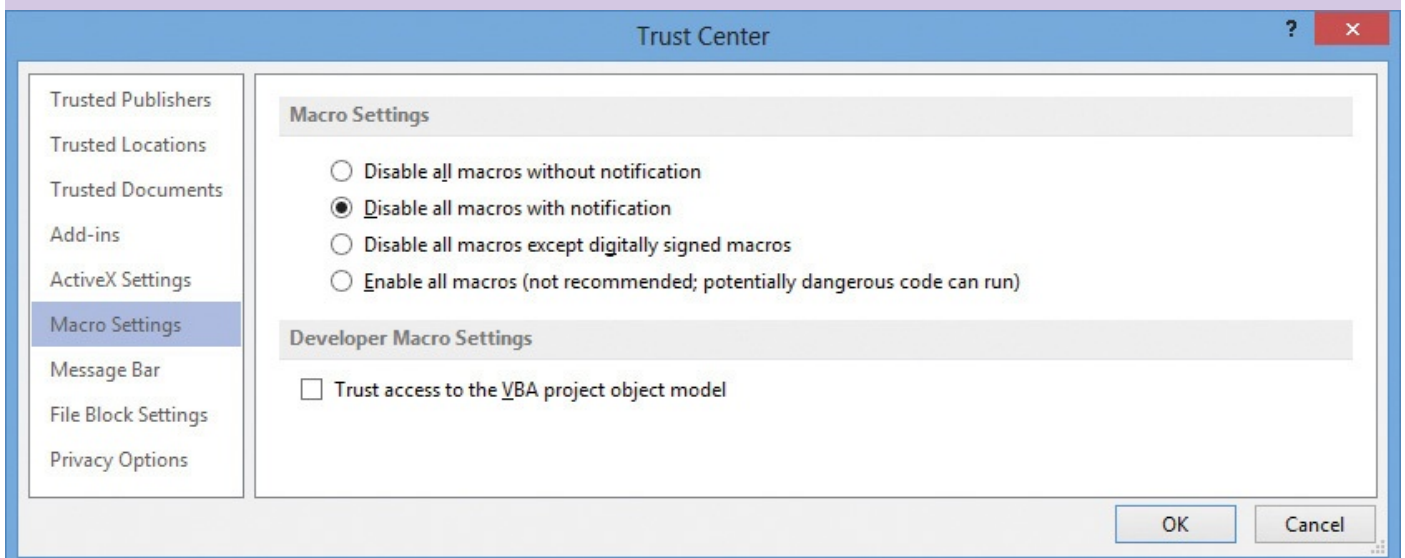 Trust Center
?
Trusted Publishers
Trusted Locations
Trusted Documents
Add-ins
ActiveX Settings
Macro Settings
Message Bar
File Block Settings
Privacy Options
Macro Settings
Disable all macros without notification
Disable all macros with notification
Disable all macros except digitally signed macros
Enable all macros (not recommended; potentially dangerous code can run)
Developer Macro Settings
Trust access to the VBA project object model
OK
Cancel